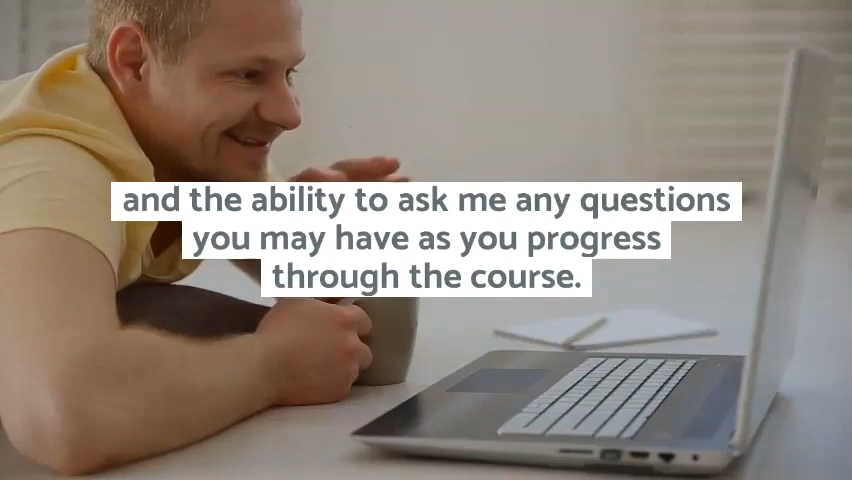 and the ability to ask me any questions
you may have as you progress
through the course.